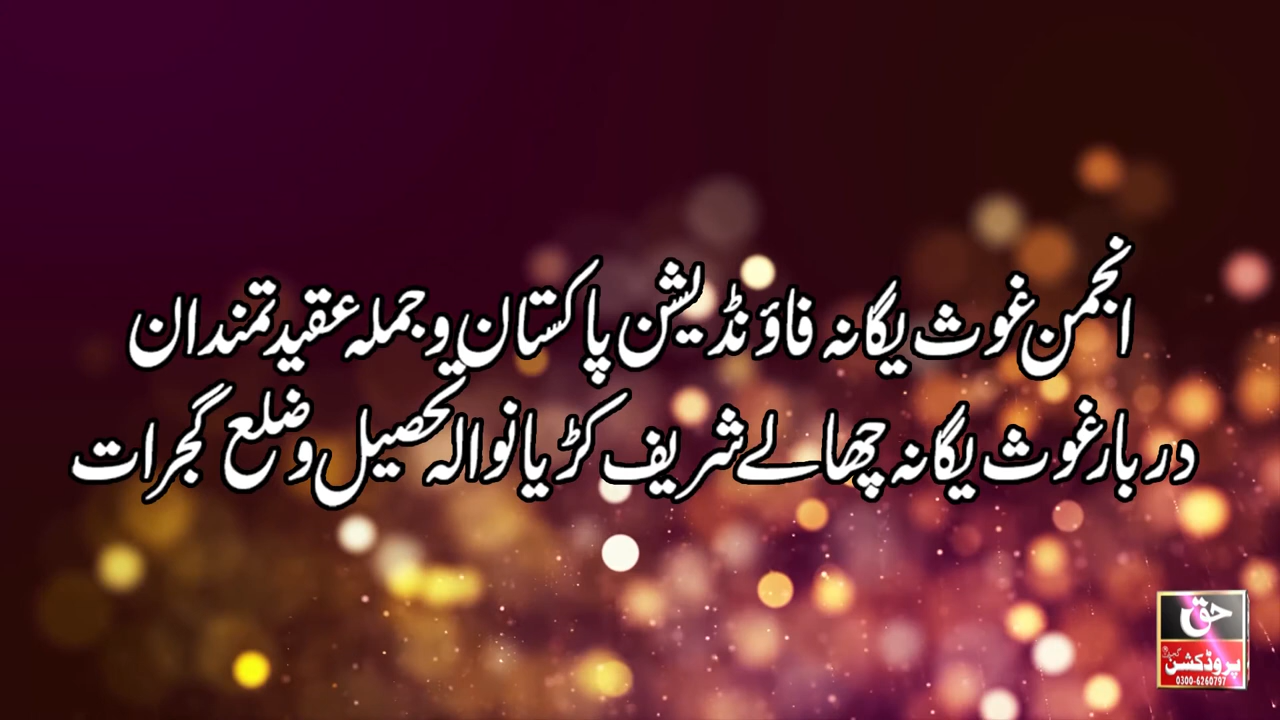 انجمن غوث یگانہ فاؤنڈیشن پاکستان و جملہ عقیدتمندان
دربار غوث یگانہ چھالے شریف کڑیانوالہ تحصیل و ضلع گجرات
حق
پروڈکشن
0300-6260797